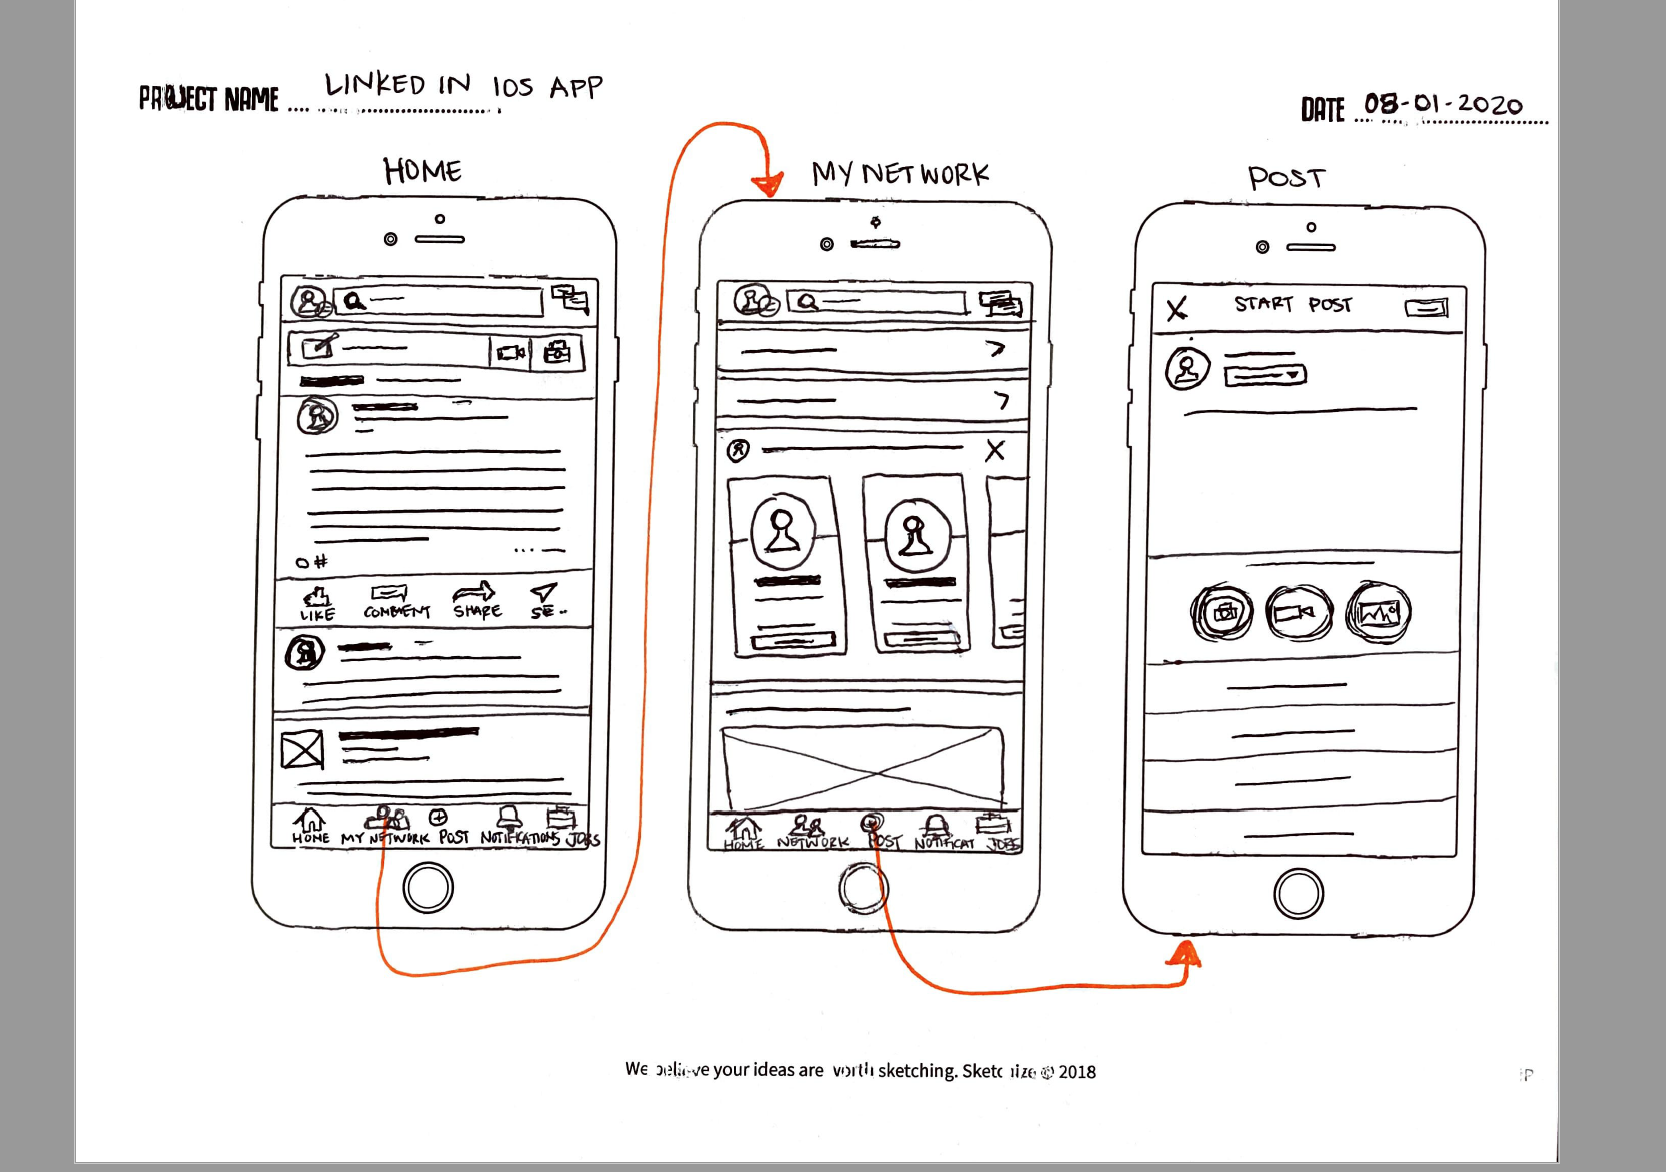 PROJECT NAME .... LINKED IN IOS APP
DATE .... 08-01-2020
HOME
MY NETWORK
POST
START POST
LIKE COMMENT SHARE SE--
HOME MY NETWORK POST NOTIFICATIONS JOBS
HOME NETWORK POST NOTIFICAT JOBS
We believe your ideas are worth sketching. Sketchize © 2018